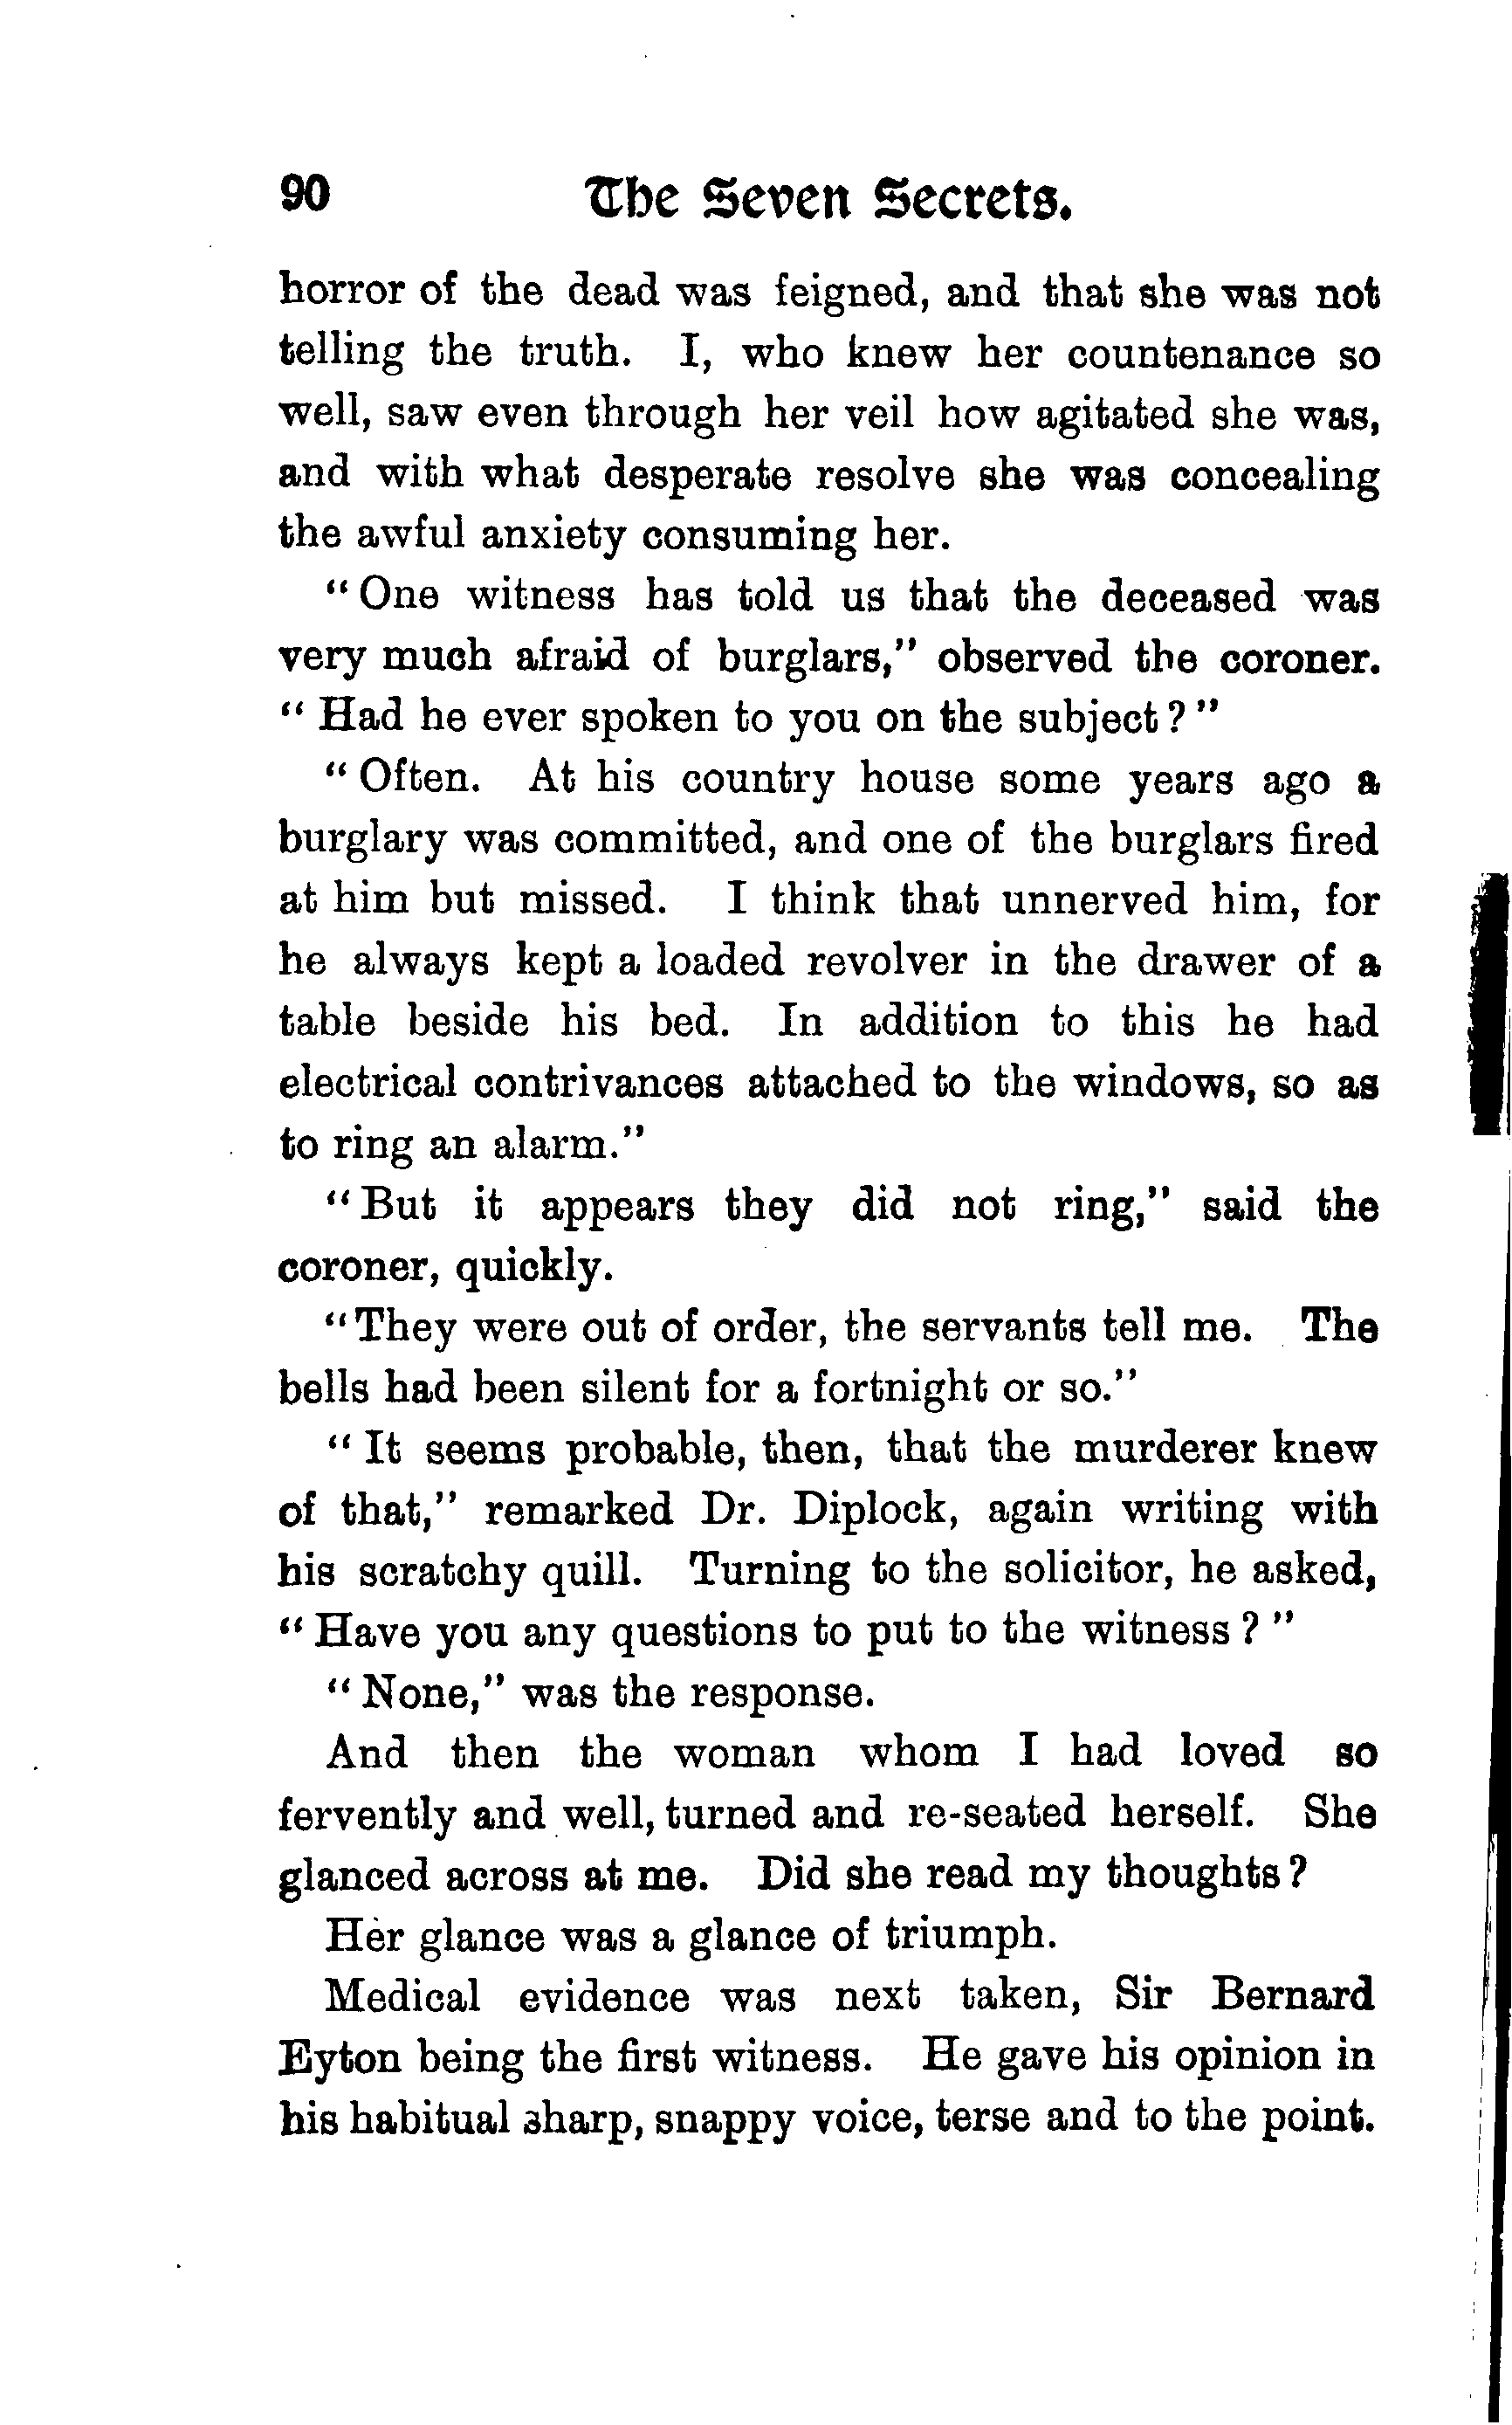 90 The Seven Secrets.
horror of the dead was feigned, and that she was not
telling the truth. I, who knew her countenance so
well, saw even through her veil how agitated she was,
and with what desperate resolve she was concealing
the awful anxiety consuming her.
"One witness has told us that the deceased was
very much afraid of burglars," observed the coroner.
"Had he ever spoken to you on the subject?"
"Often. At his country house some years ago a
burglary was committed, and one of the burglars fired
at him but missed. I think that unnerved him, for
he always kept a loaded revolver in the drawer of a
table beside his bed. In addition to this he had
electrical contrivances attached to the windows, so as
to ring an alarm."
"But it appears they did not ring," said the
coroner, quickly.
"They were out of order, the servants tell me. The
bells had been silent for a fortnight or so."
"It seems probable, then, that the murderer knew
of that," remarked Dr. Diplock, again writing with
his scratchy quill. Turning to the solicitor, he asked,
"Have you any questions to put to the witness?"
"None," was the response.
And then the woman whom I had loved so
fervently and well, turned and re-seated herself. She
glanced across at me. Did she read my thoughts?
Her glance was a glance of triumph.
Medical evidence was next taken, Sir Bernard
Eyton being the first witness. He gave his opinion in
his habitual sharp, snappy voice, terse and to the point.